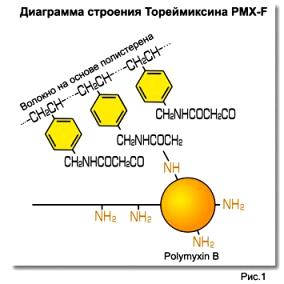 Диаграмма строения Тореймиксина PMX-F
Волокно на основе полистерена
CH2CH CH2CH CH2CH
CH2NHCOCH2CO
CH2NHCOCH2
CH2NHCOCH2CO
NH
NH2 NH2 NH2
NH2
Polymyxin B
Рис.1